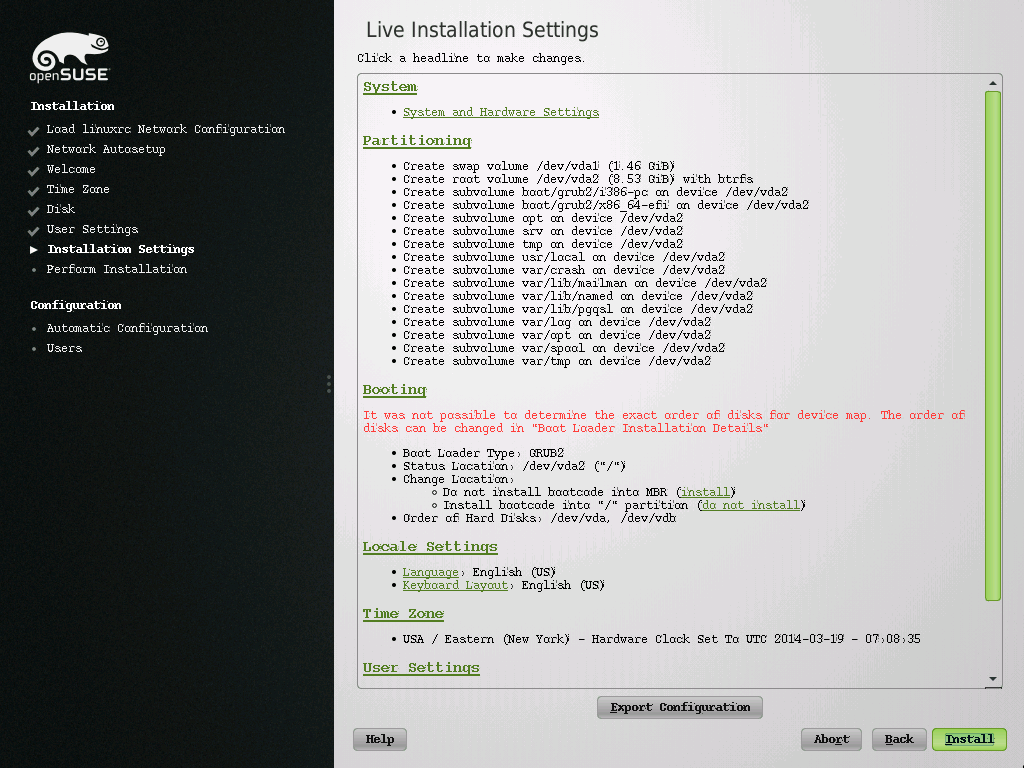 openSUSE
Installation
Load linuxrc Network Configuration
Network Autosetup
Welcome
Time Zone
Disk
User Settings
Installation Settings
Perform Installation
Configuration
Automatic Configuration
Users
Live Installation Settings
Click a headline to make changes.
System
System and Hardware Settings
Partitioning
Create swap volume /dev/vda1 (1.46 GiB)
Create root volume /dev/vda2 (8.53 GiB) with btrfs
Create subvolume boot/grub2/i386-pc on device /dev/vda2
Create subvolume boot/grub2/x86_64-efi on device /dev/vda2
Create subvolume opt on device /dev/vda2
Create subvolume srv on device /dev/vda2
Create subvolume tmp on device /dev/vda2
Create subvolume usr/local on device /dev/vda2
Create subvolume var/crash on device /dev/vda2
Create subvolume var/lib/mailman on device /dev/vda2
Create subvolume var/lib/named on device /dev/vda2
Create subvolume var/lib/pgqsl on device /dev/vda2
Create subvolume var/log on device /dev/vda2
Create subvolume var/opt on device /dev/vda2
Create subvolume var/spool on device /dev/vda2
Create subvolume var/tmp on device /dev/vda2
Booting
It was not possible to determine the exact order of disks for device map. The order of
disks can be changed in "Boot Loader Installation Details"
Boot Loader Type: GRUB2
Status Location: /dev/vda2 ("/")
Change Location:
Do not install bootcode into MBR (install)
Install bootcode into "/" partition (do not install)
Order of Hard Disks: /dev/vda, /dev/vdb
Locale Settings
Language: English (US)
Keyboard Layout: English (US)
Time Zone
USA / Eastern (New York) - Hardware Clock Set To UTC 2014-03-19 - 07:08:35
User Settings
Export Configuration
Help
Abort
Back
Install